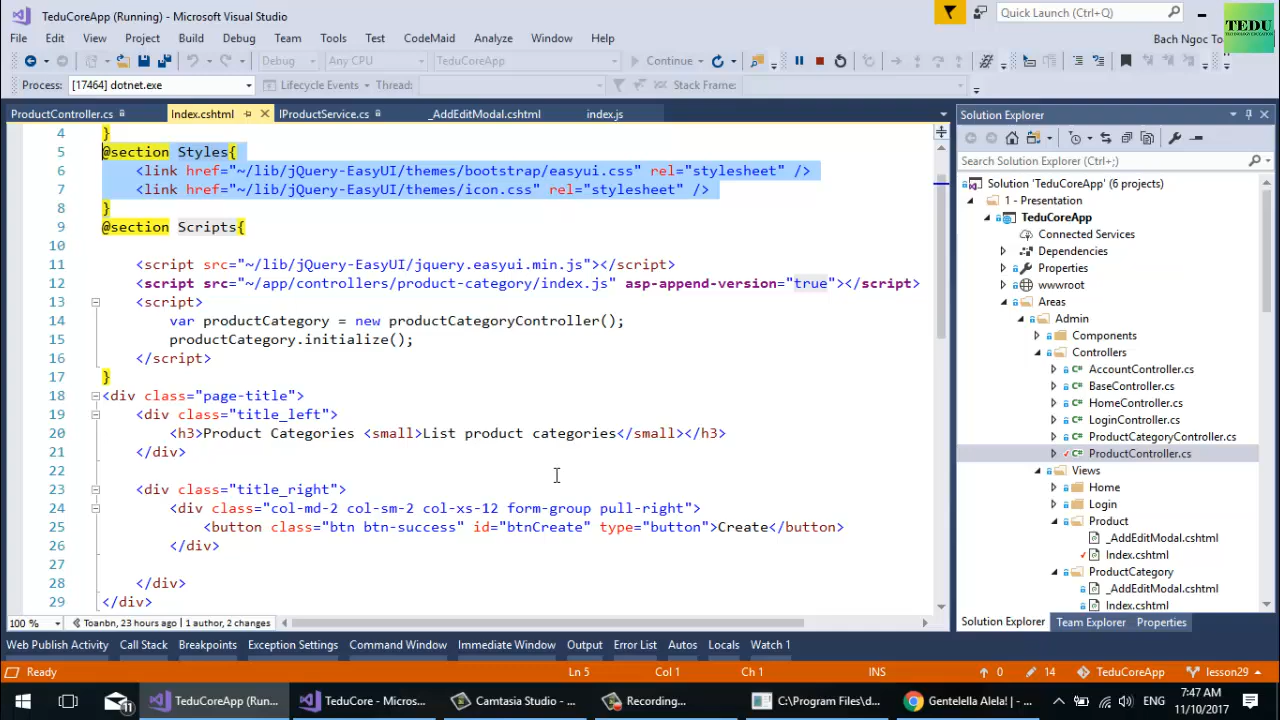 TeduCoreApp (Running) - Microsoft Visual Studio
Quick Launch (Ctrl+Q)
TEDU
File Edit View Project Build Debug Team Tools Test CodeMaid Analyze Window Help
Bach Ngoc To
Debug Any CPU TeduCoreApp Continue
Process: [17464] dotnet.exe Lifecycle Events Thread: Stack Frame:
ProductController.cs Index.cshtml IProductService.cs _AddEditModal.cshtml index.js
Solution Explorer
Search Solution Explorer (Ctrl+;)
4 }
5 @section Styles{
6 <link href="~/lib/jQuery-EasyUI/themes/bootstrap/easyui.css" rel="stylesheet" />
7 <link href="~/lib/jQuery-EasyUI/themes/icon.css" rel="stylesheet" />
8 }
9 @section Scripts{
10
11 <script src="~/lib/jQuery-EasyUI/jquery.easyui.min.js"></script>
12 <script src="~/app/controllers/product-category/index.js" asp-append-version="true"></script>
13 <script>
14 var productCategory = new productCategoryController();
15 productCategory.initialize();
16 </script>
17 }
18 <div class="page-title">
19 <div class="title_left">
20 <h3>Product Categories <small>List product categories</small></h3>
21 </div>
22
23 <div class="title_right">
24 <div class="col-md-2 col-sm-2 col-xs-12 form-group pull-right">
25 <button class="btn btn-success" id="btnCreate" type="button">Create</button>
26 </div>
27
28 </div>
29 </div>
Solution 'TeduCoreApp' (6 projects)
1 - Presentation
TeduCoreApp
Connected Services
Dependencies
Properties
wwwroot
Areas
Admin
Components
Controllers
AccountController.cs
BaseController.cs
HomeController.cs
LoginController.cs
ProductCategoryController.cs
ProductController.cs
Views
Home
Login
Product
_AddEditModal.cshtml
Index.cshtml
ProductCategory
_AddEditModal.cshtml
Index.cshtml
100 % Toanbn, 23 hours ago | 1 author, 2 changes
Solution Explorer Team Explorer Properties
Web Publish Activity Call Stack Breakpoints Exception Settings Command Window Immediate Window Output Error List Autos Locals Watch 1
Ready Ln 5 Col 1 Ch 1 INS 0 14 TeduCoreApp lesson29
11 TeduCoreApp (Run... TeduCore - Micros... Camtasia Studio - ... Recording... C:\Program Files\d... Gentelella Alela! | - ... ENG
7:47 AM
11/10/2017